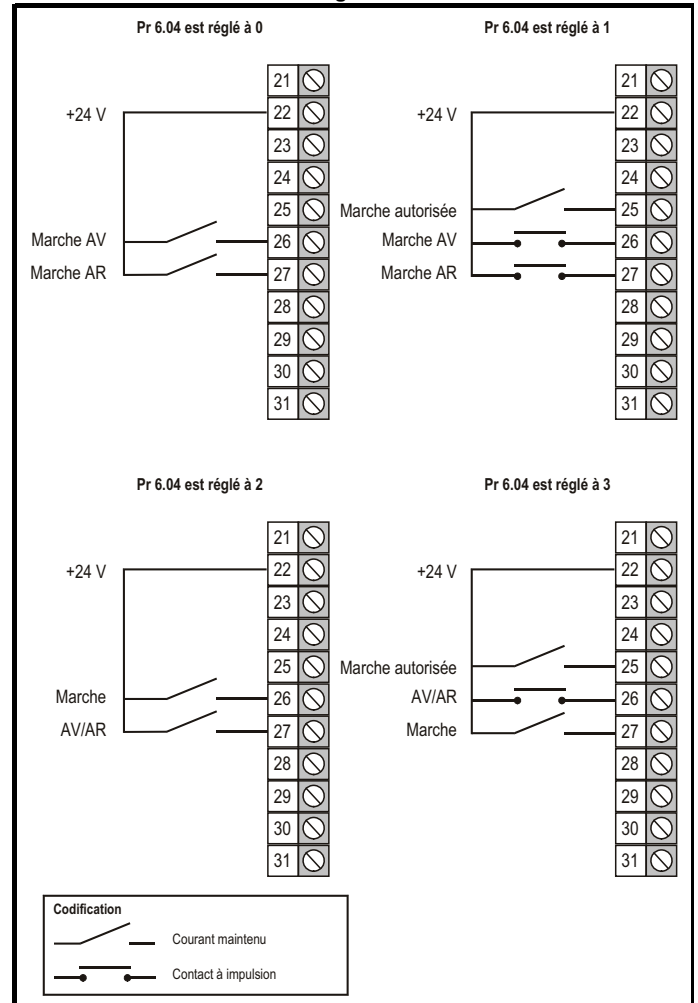 Pr 6.04 est réglé à 0
21
+24 V 22
23
24
25
Marche AV 26
Marche AR 27
28
29
30
31
Pr 6.04 est réglé à 1
21
+24 V 22
23
24
Marche autorisée 25
Marche AV 26
Marche AR 27
28
29
30
31
Pr 6.04 est réglé à 2
21
+24 V 22
23
24
25
Marche 26
AV/AR 27
28
29
30
31
Pr 6.04 est réglé à 3
21
+24 V 22
23
24
Marche autorisée 25
AV/AR 26
Marche 27
28
29
30
31
Codification
Courant maintenu
Contact à impulsion